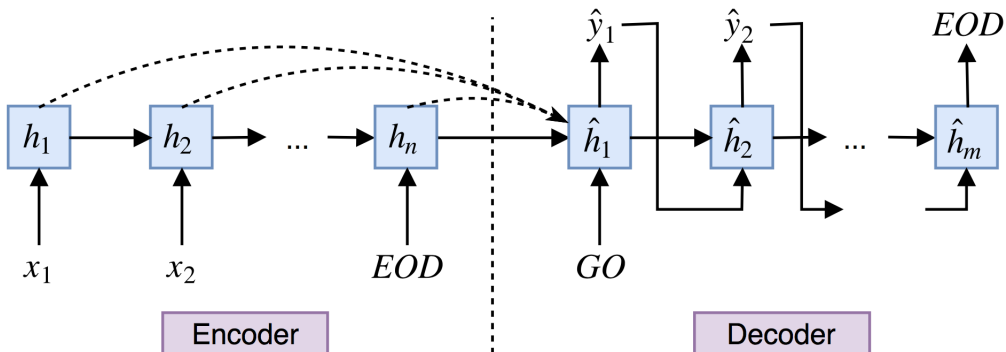 ŷ₁ ŷ₂ EOD
h₁ h₂ ... hₙ ĥ₁ ĥ₂ ... ĥₘ
x₁ x₂ EOD GO
Encoder Decoder